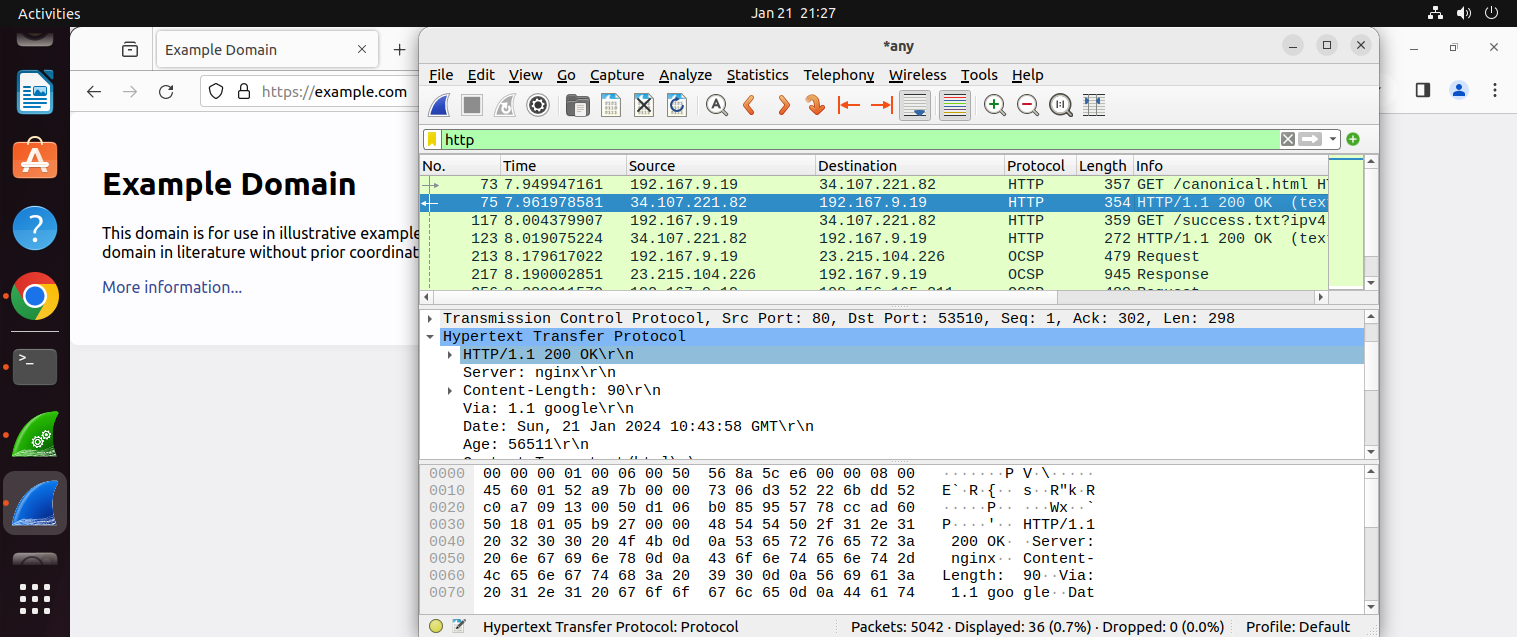 Activities
Jan 21 21:27
Example Domain
https://example.com
Example Domain
This domain is for use in illustrative example
domain in literature without prior coordinat
More information...
*any
File Edit View Go Capture Analyze Statistics Telephony Wireless Tools Help
http
No. Time Source Destination Protocol Length Info
73 7.949947161 192.167.9.19 34.107.221.82 HTTP 357 GET /canonical.html H
75 7.961978581 34.107.221.82 192.167.9.19 HTTP 354 HTTP/1.1 200 OK (tex
117 8.004379907 192.167.9.19 34.107.221.82 HTTP 359 GET /success.txt?ipv4
123 8.019075224 34.107.221.82 192.167.9.19 HTTP 272 HTTP/1.1 200 OK (tex
213 8.179617022 192.167.9.19 23.215.104.226 OCSP 479 Request
217 8.190002851 23.215.104.226 192.167.9.19 OCSP 945 Response
Transmission Control Protocol, Src Port: 80, Dst Port: 53510, Seq: 1, Ack: 302, Len: 298
Hypertext Transfer Protocol
HTTP/1.1 200 OK\r\n
Server: nginx\r\n
Content-Length: 90\r\n
Via: 1.1 google\r\n
Date: Sun, 21 Jan 2024 10:43:58 GMT\r\n
Age: 56511\r\n
0000 00 00 00 01 00 06 00 50 56 8a 5c e6 00 00 08 00 ·······P V·\·····
0010 45 60 01 52 a9 7b 00 00 73 06 d3 52 22 6b dd 52 E`·R·{·· s··R"k·R
0020 c0 a7 09 13 00 50 d1 06 b0 85 95 57 78 cc ad 60 ·····P·· ···Wx··`
0030 50 18 01 05 b9 27 00 00 48 54 54 50 2f 31 2e 31 P····'·· HTTP/1.1
0040 20 32 30 30 20 4f 4b 0d 0a 53 65 72 76 65 72 3a 200 OK· ·Server:
0050 20 6e 67 69 6e 78 0d 0a 43 6f 6e 74 65 6e 74 2d nginx·· Content-
0060 4c 65 6e 67 74 68 3a 20 39 30 0d 0a 56 69 61 3a Length: 90··Via:
0070 20 31 2e 31 20 67 6f 6f 67 6c 65 0d 0a 44 61 74 1.1 goo gle··Dat
Hypertext Transfer Protocol: Protocol
Packets: 5042 · Displayed: 36 (0.7%) · Dropped: 0 (0.0%)
Profile: Default